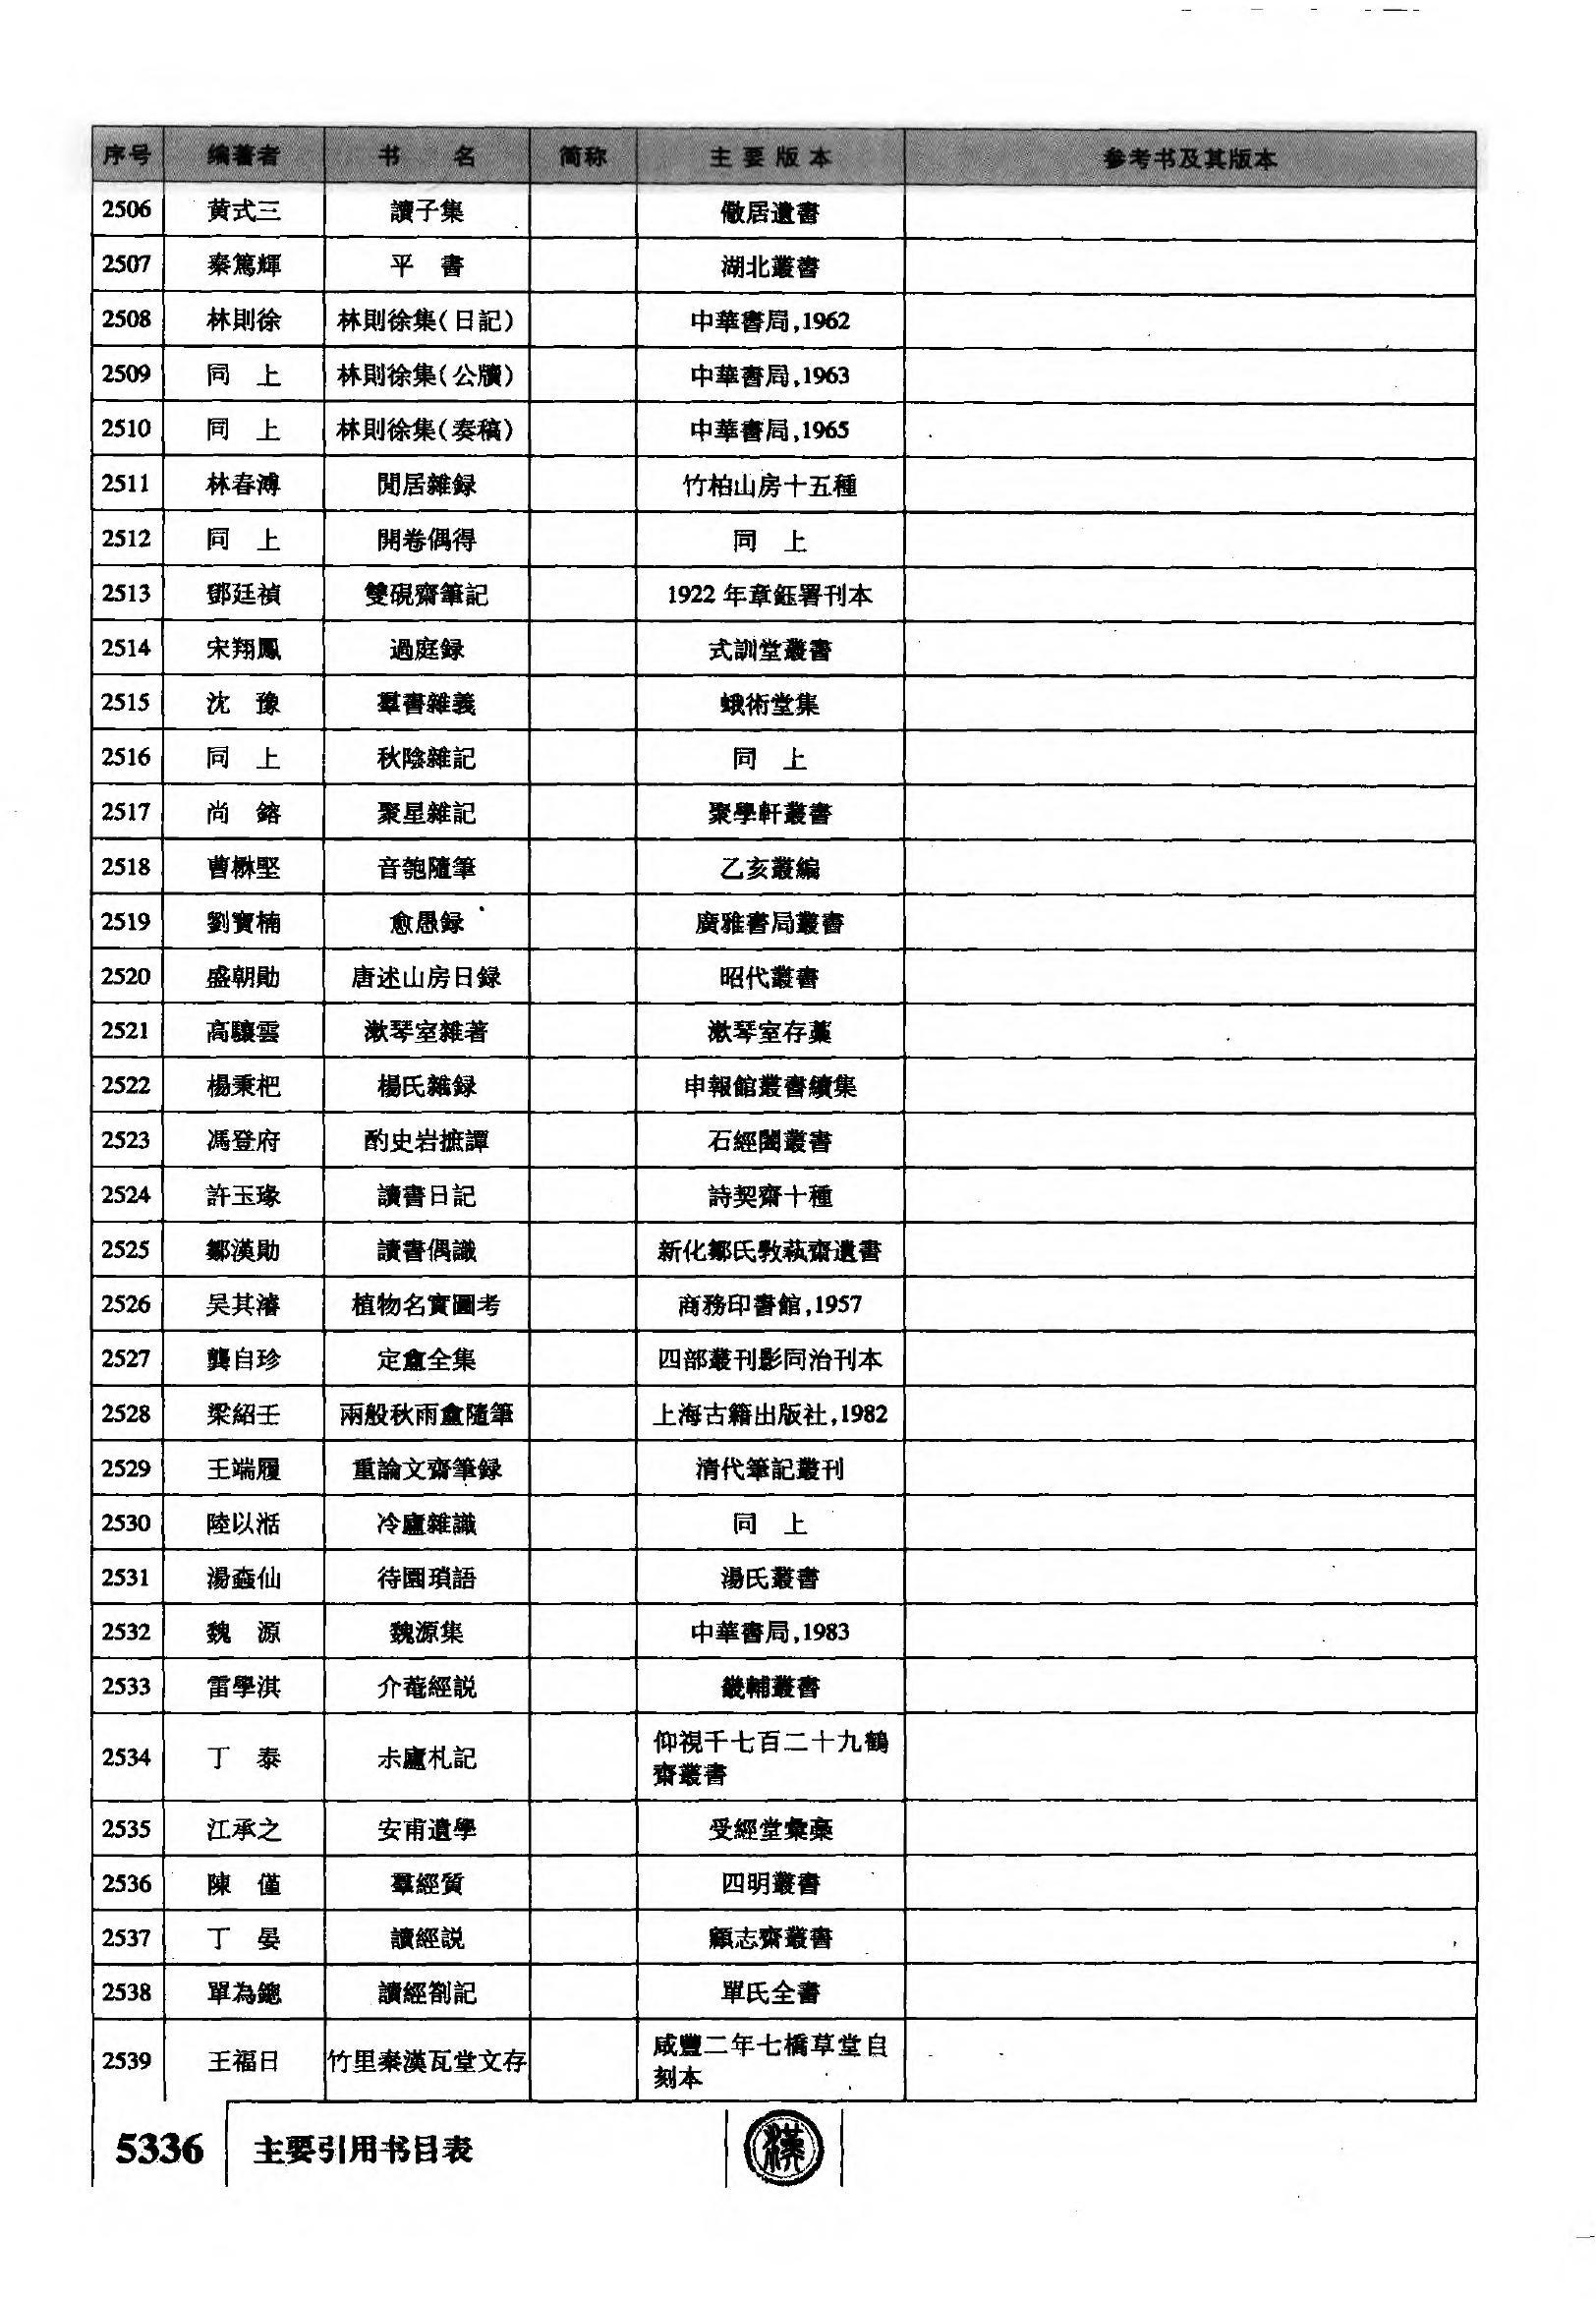 序号 编著者 书　名 简称 主要版本 参考书及其版本
2506 黄式三 讀子集 儆居遺書
2507 秦篤輝 平　書 湖北叢書
2508 林則徐 林則徐集(日記) 中華書局,1962
2509 同　上 林則徐集(公牘) 中華書局,1963
2510 同　上 林則徐集(奏稿) 中華書局,1965
2511 林春溥 閒居雜録 竹柏山房十五種
2512 同　上 開卷偶得 同　上
2513 鄧廷禎 雙硯齋筆記 1922年章鈺署刊本
2514 宋翔鳳 過庭録 式訓堂叢書
2515 沈　豫 羣書雜義 蛾術堂集
2516 同　上 秋陰雜記 同　上
2517 尚　鎔 聚星雜記 聚學軒叢書
2518 曹楙堅 音匏隨筆 乙亥叢編
2519 劉寶楠 愈愚録 廣雅書局叢書
2520 盛朝勛 唐述山房日録 昭代叢書
2521 高驤雲 漱琴室雜著 漱琴室存藁
2522 楊秉杷 楊氏雜録 申報館叢書續集
2523 馮登府 酌史岩摭譚 石經閣叢書
2524 許玉瑑 讀書日記 詩契齋十種
2525 鄒漢勛 讀書偶識 新化鄒氏斅蓺齋遺書
2526 吴其濬 植物名實圖考 商務印書館,1957
2527 龔自珍 定盦全集 四部叢刊影同治刊本
2528 梁紹壬 兩般秋雨盦隨筆 上海古籍出版社,1982
2529 王端履 重論文齋筆録 清代筆記叢刊
2530 陸以湉 冷廬雜識 同　上
2531 湯蠤仙 待園瑣語 湯氏叢書
2532 魏　源 魏源集 中華書局,1983
2533 雷學淇 介菴經説 畿輔叢書
2534 丁　泰 卡廬札記 仰視千七百二十九鶴
齋叢書
2535 江承之 安甫遺學 受經堂彙稾
2536 陳　僅 羣經質 四明叢書
2537 丁　晏 讀經説 頤志齋叢書
2538 單為鏓 讀經劄記 單氏全書
2539 王福日 竹里秦漢瓦堂文存 咸豐二年七橋草堂自
刻本
5336 主要引用书目表
漢